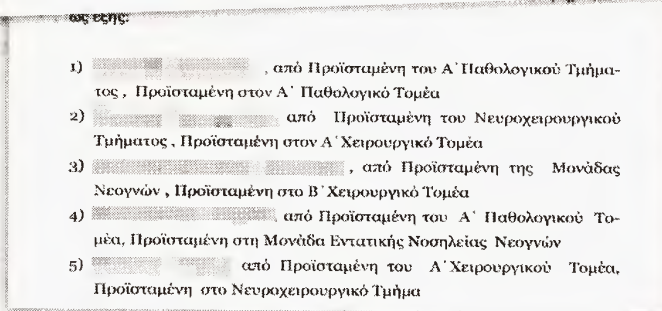 ως εξής:
1) , από Προϊσταμένη του Α΄ Παθολογικού Τμήμα-
τος , Προϊσταμένη στον Α΄ Παθολογικό Τομέα
2) από Προϊσταμένη του Νευροχειρουργικού
Τμήματος , Προϊσταμένη στον Α΄Χειρουργικό Τομέα
3) , από Προϊσταμένη της Μονάδας
Νεογνών , Προϊσταμένη στο Β΄ Χειρουργικό Τομέα
4) , από Προϊσταμένη του Α΄ Παθολογικού Το-
μέα, Προϊσταμένη στη Μονάδα Εντατικής Νοσηλείας Νεογνών
5) από Προϊσταμένη του Α΄Χειρουργικού Τομέα,
Προϊσταμένη στο Νευροχειρουργικό Τμήμα